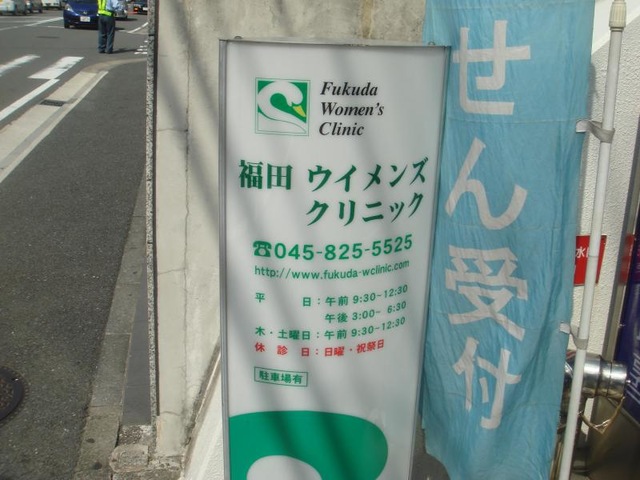 Fukuda
Women's
Clinic
福田 ウイメンズ
クリニック
☎045-825-5525
http://www.fukuda-wclinic.com
平　日：午前 9:30-12:30
午後 3:00- 6:30
木・土曜日：午前 9:30-12:30
休 診 日：日曜・祝祭日
駐車場有
せん受付
水